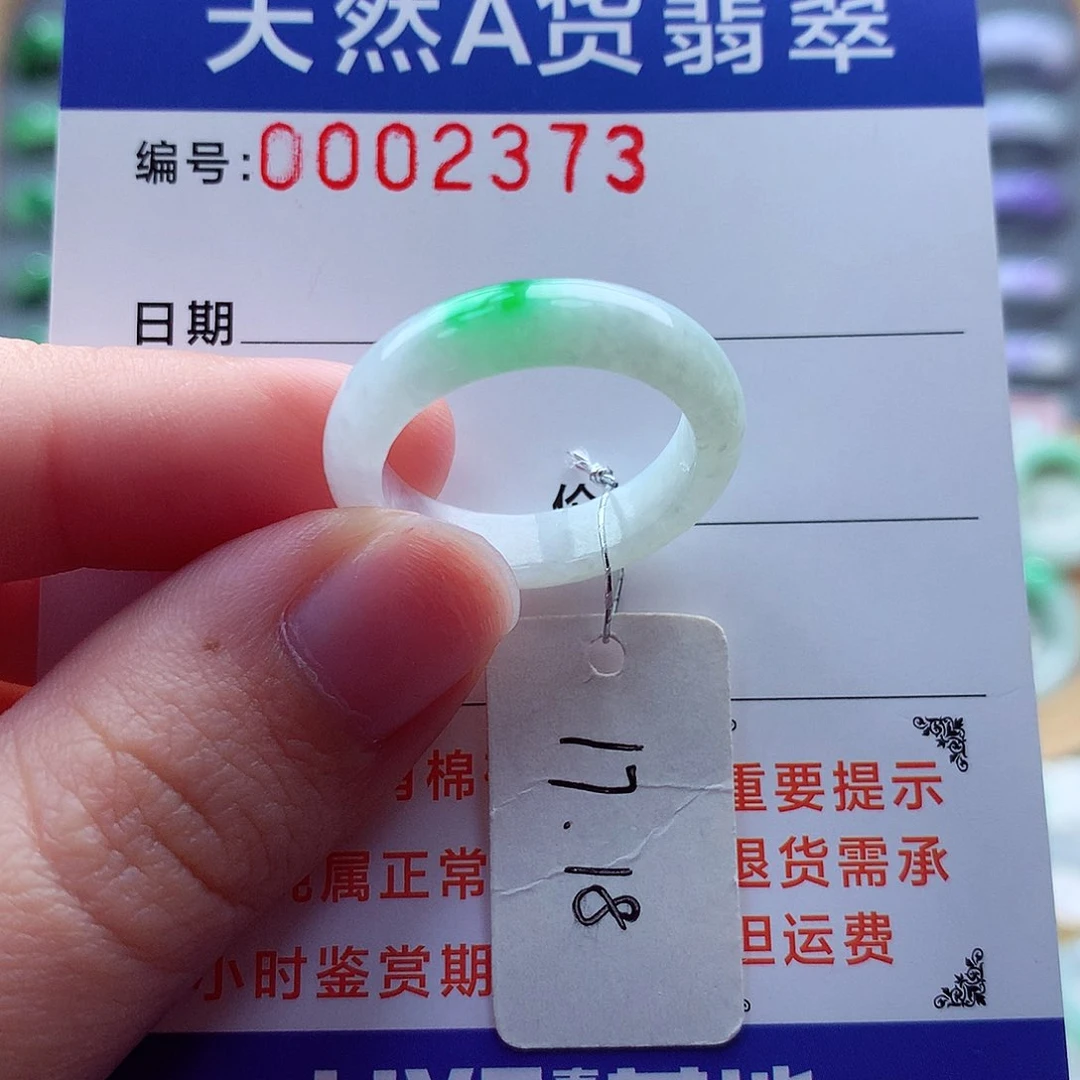 天然A货翡翠
编号:0002373
日期
价
棉
重要提示
属正常
退货需承
担运费
小时鉴赏期
17.18